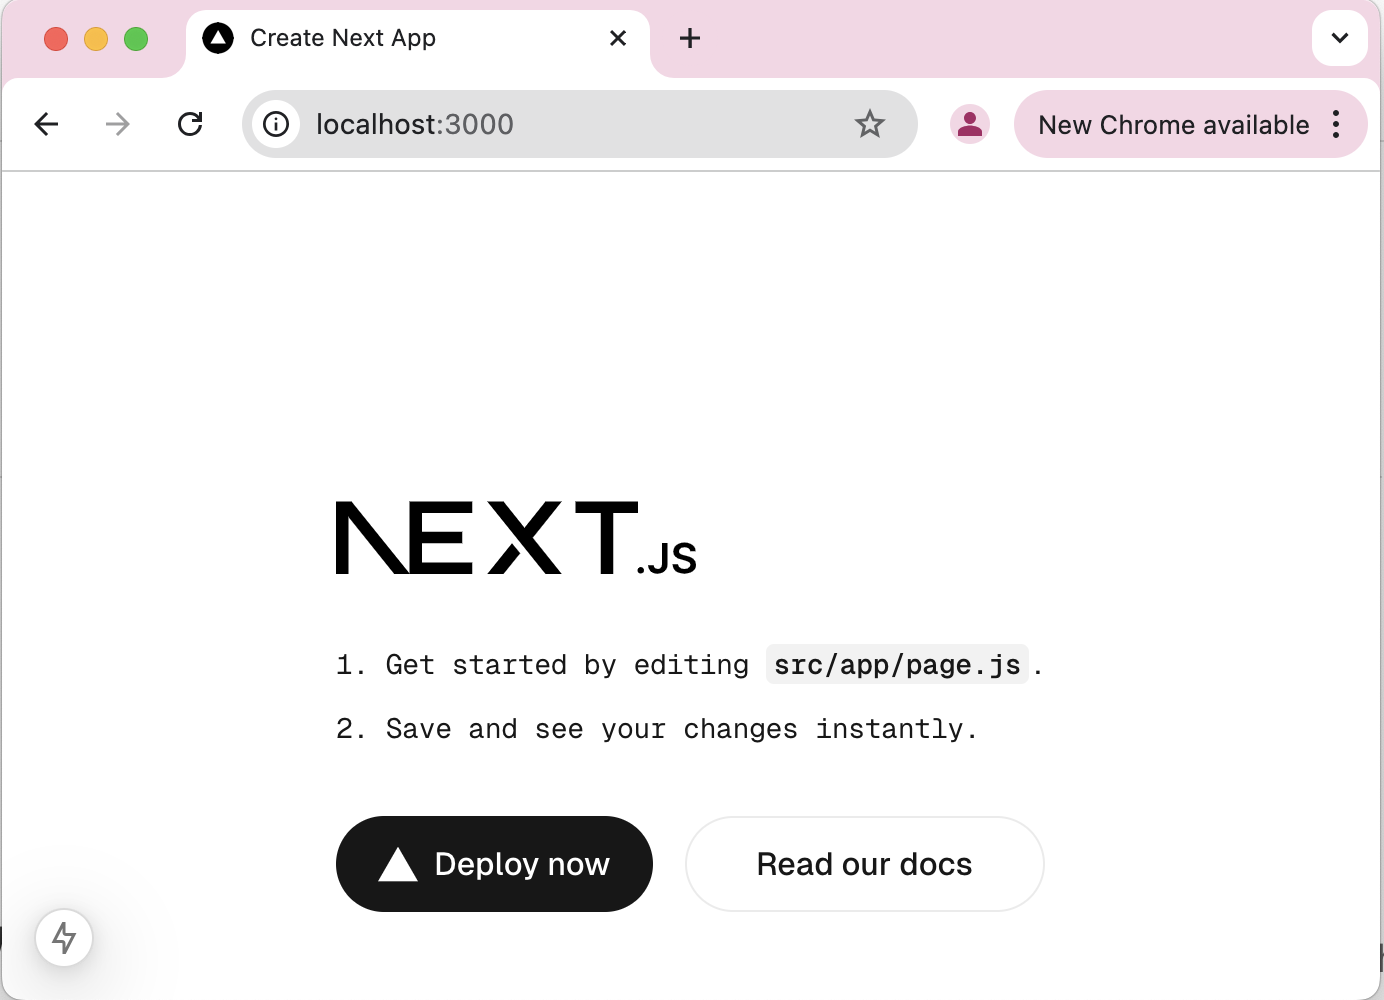 Create Next App
localhost:3000
New Chrome available
NEXT.JS
1. Get started by editing src/app/page.js.
2. Save and see your changes instantly.
Deploy now
Read our docs